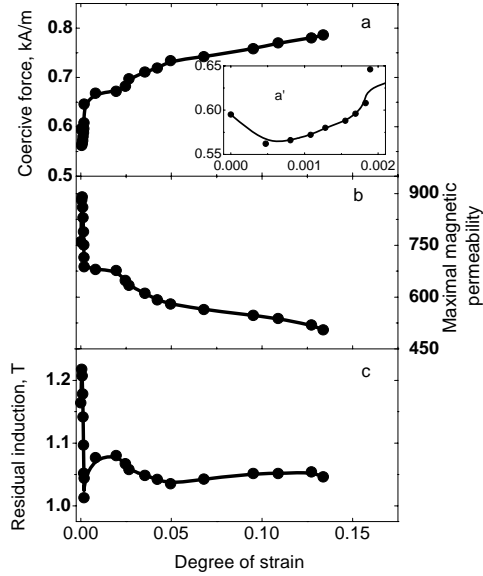 a
Coercive force, kA/m
0.8
0.7
0.6
0.5
a'
0.65
0.60
0.55
0.000
0.001
0.002
b
Maximal magnetic
permeability
900
750
600
450
c
Residual induction, T
1.2
1.1
1.0
0.00
0.05
0.10
0.15
Degree of strain